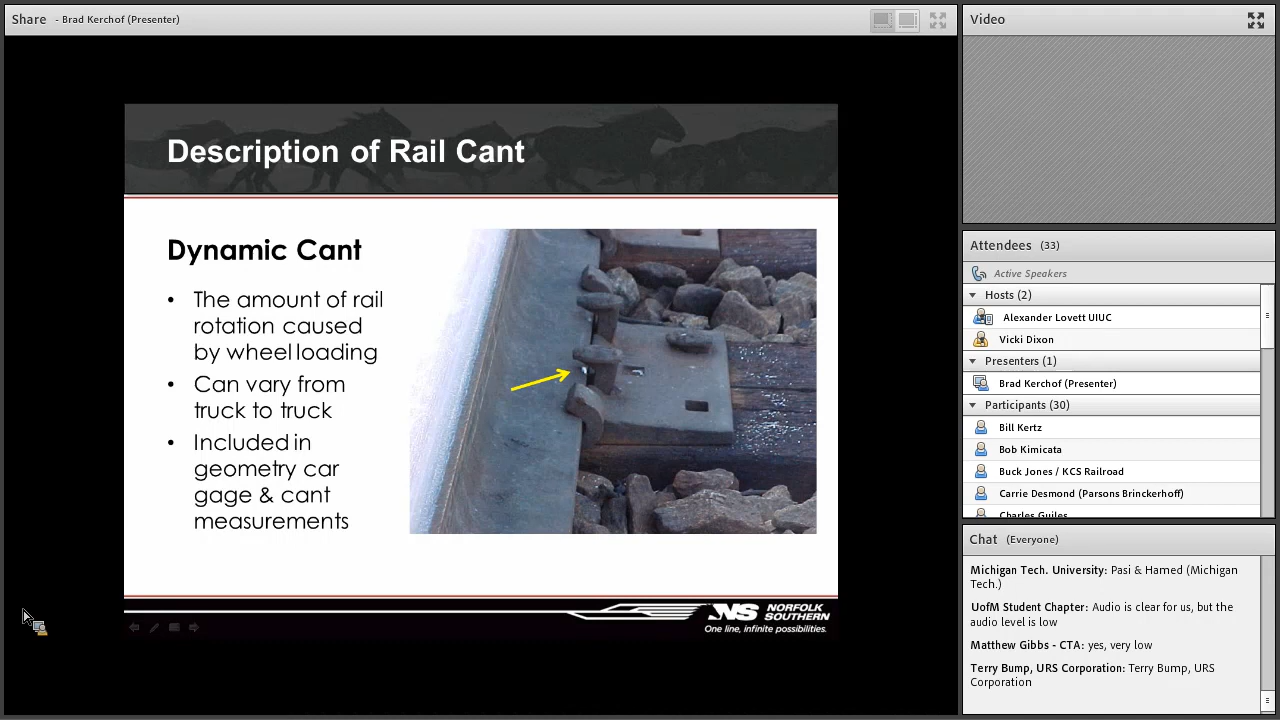 Share - Brad Kerchof (Presenter)
Description of Rail Cant
Dynamic Cant
• The amount of rail
rotation caused
by wheel loading
• Can vary from
truck to truck
• Included in
geometry car
gage & cant
measurements
NS NORFOLK
SOUTHERN
One line, infinite possibilities.
Video
Attendees (33)
Active Speakers
Hosts (2)
Alexander Lovett UIUC
Vicki Dixon
Presenters (1)
Brad Kerchof (Presenter)
Participants (30)
Bill Kertz
Bob Kimicata
Buck Jones / KCS Railroad
Carrie Desmond (Parsons Brinckerhoff)
Charles Guiles
Chat (Everyone)
Michigan Tech. University: Pasi & Hamed (Michigan
Tech.)
UofM Student Chapter: Audio is clear for us, but the
audio level is low
Matthew Gibbs - CTA: yes, very low
Terry Bump, URS Corporation: Terry Bump, URS
Corporation